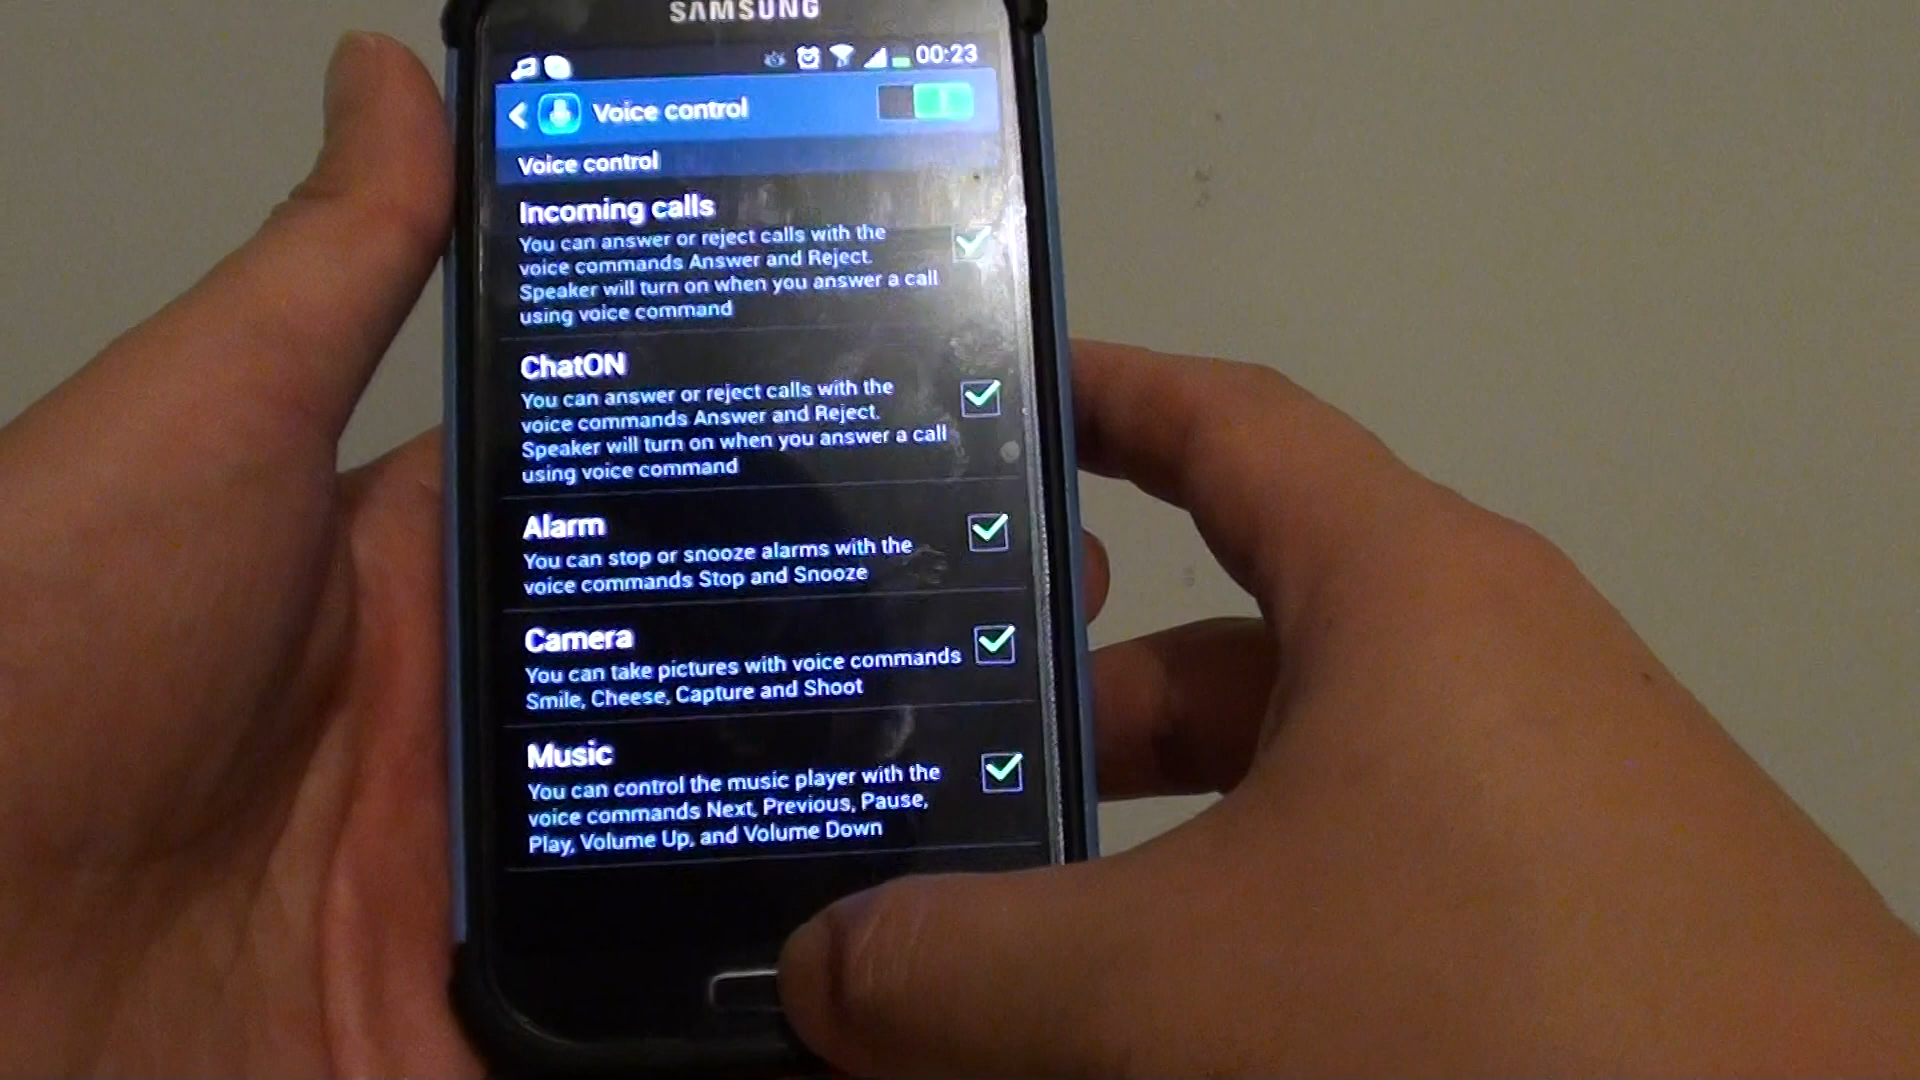 SAMSUNG
00:23
Voice control
Voice control
Incoming calls
You can answer or reject calls with the
voice commands Answer and Reject.
Speaker will turn on when you answer a call
using voice command
ChatON
You can answer or reject calls with the
voice commands Answer and Reject.
Speaker will turn on when you answer a call
using voice command
Alarm
You can stop or snooze alarms with the
voice commands Stop and Snooze
Camera
You can take pictures with voice commands
Smile, Cheese, Capture and Shoot
Music
You can control the music player with the
voice commands Next, Previous, Pause,
Play, Volume Up, and Volume Down